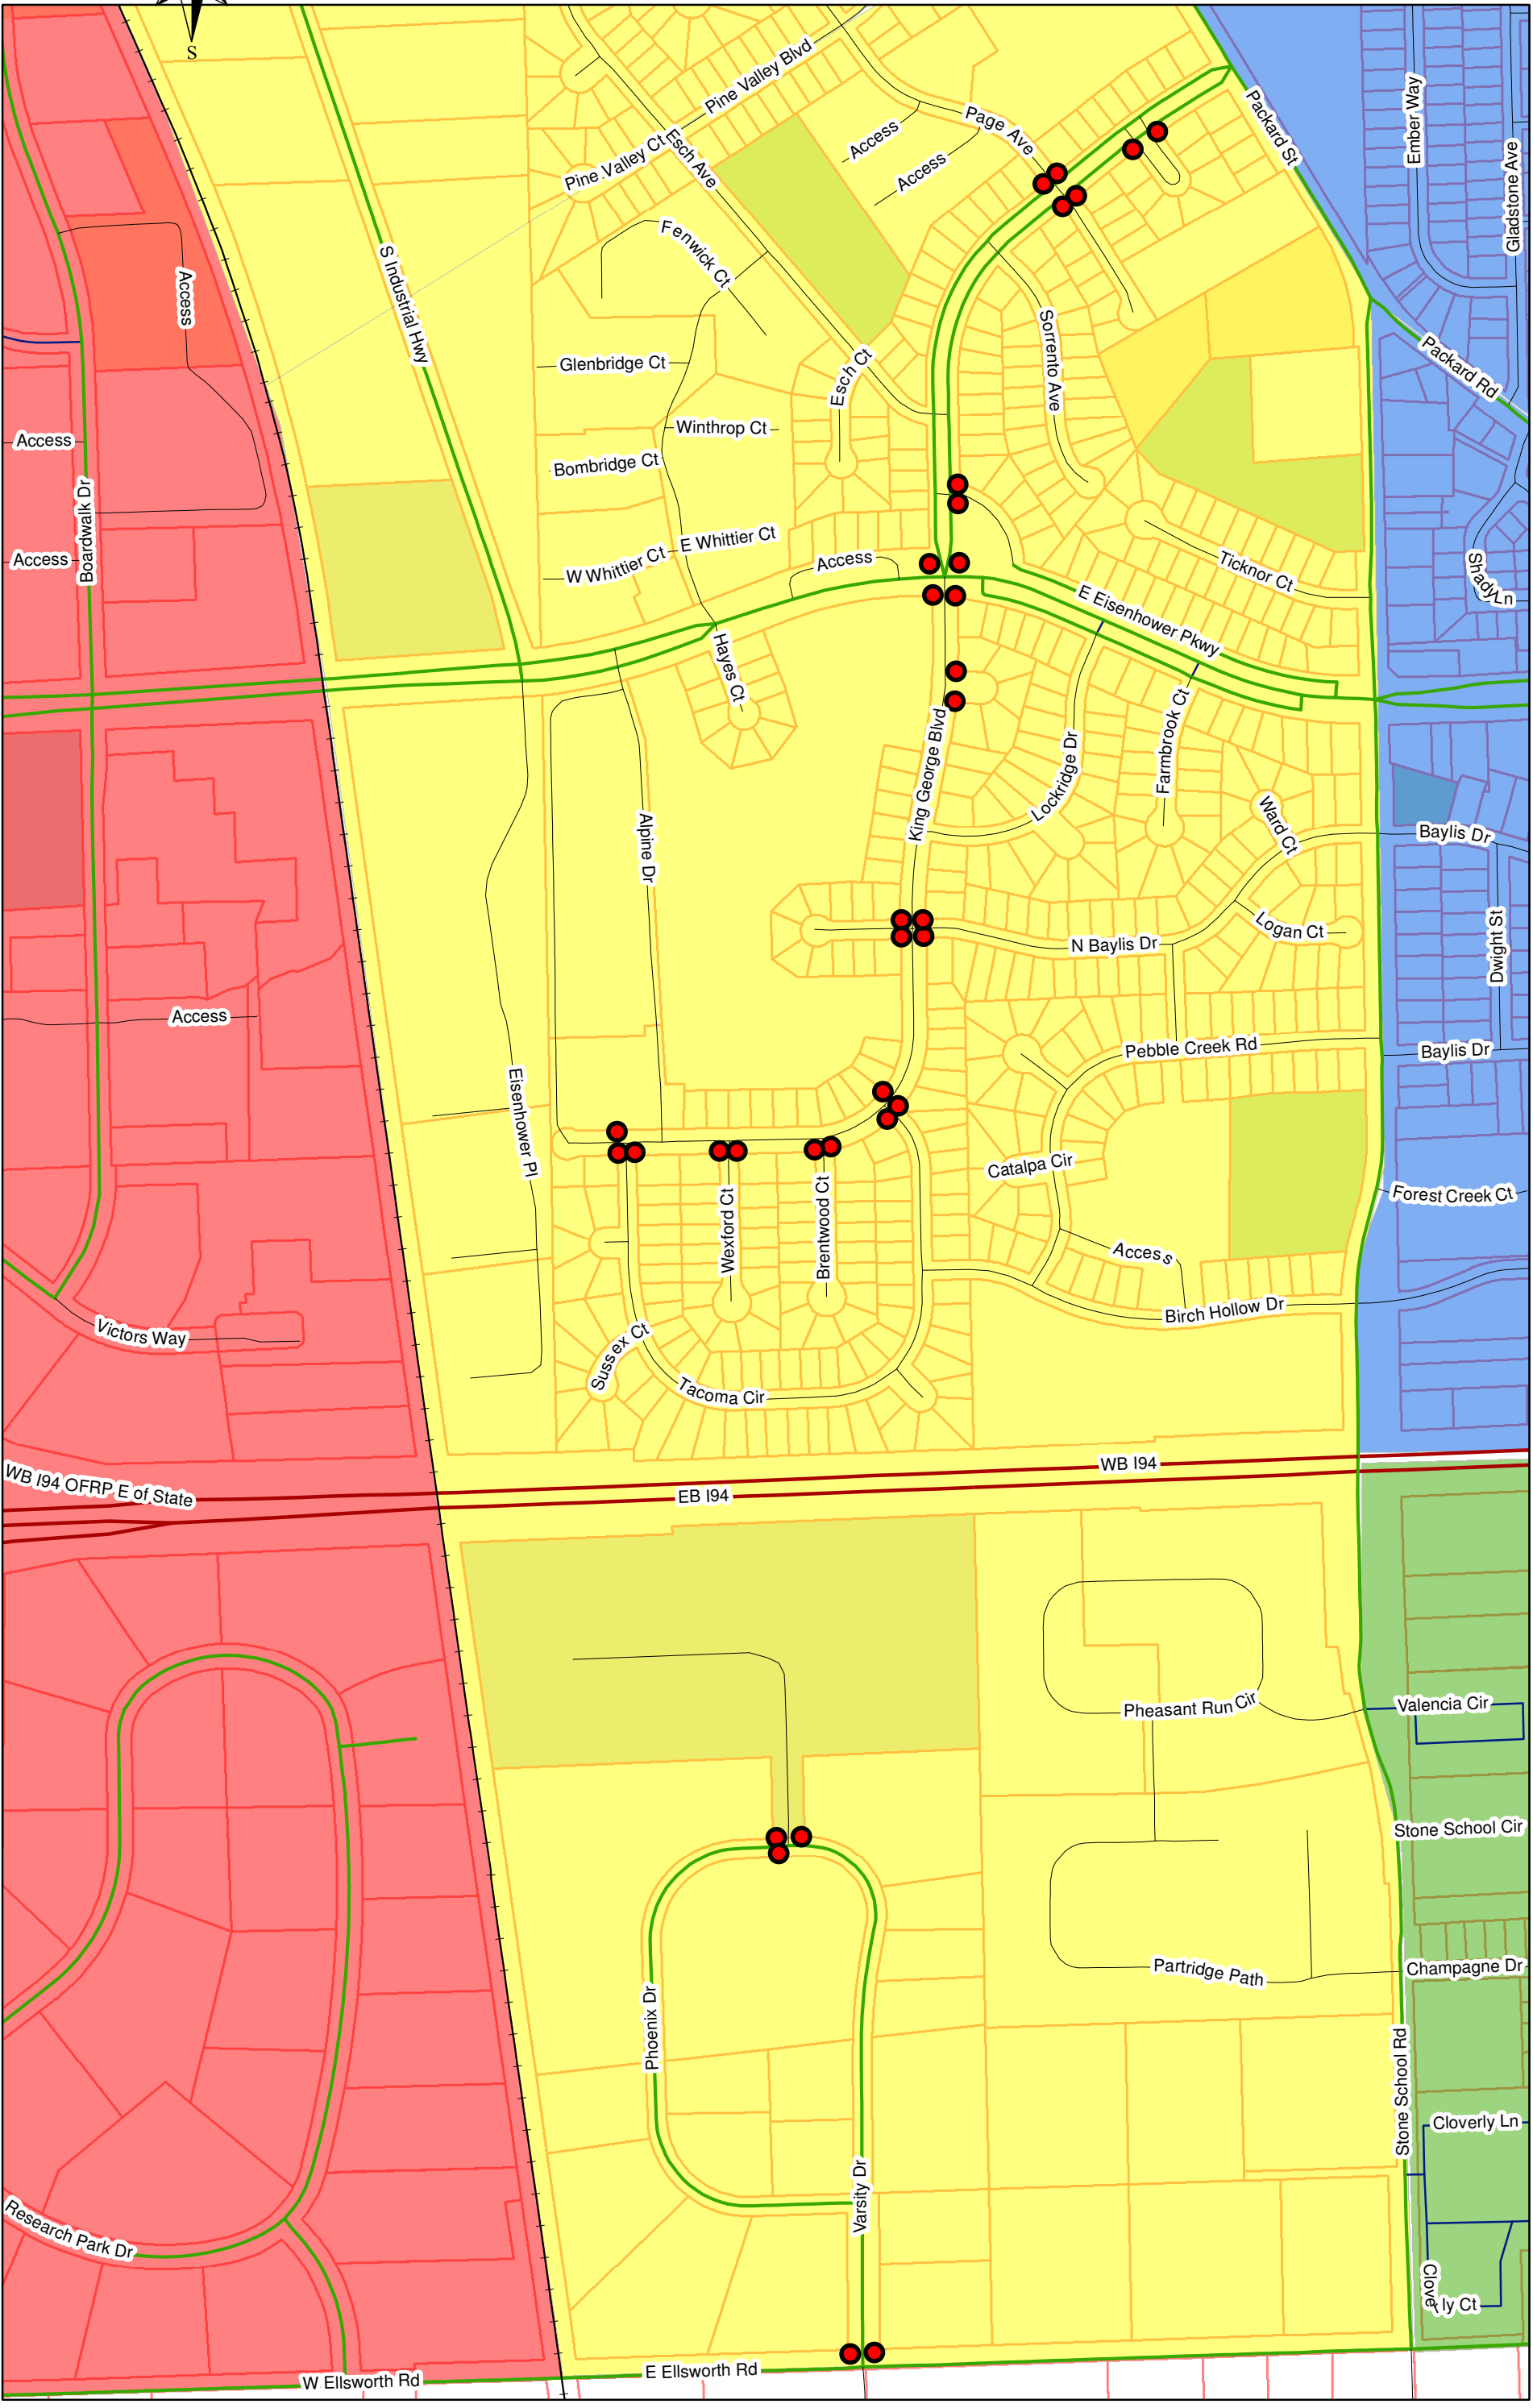 S
Pine Valley Blvd
Ember Way
Page Ave
Packard St
Access
Esch Ave
Pine Valley Ct
Access
Gladstone Ave
Fenwick Ct
Access
S Industrial Hwy
Sorrento Ave
Glenbridge Ct
Esch Ct
Packard Rd
Winthrop Ct
Access
Bombridge Ct
Boardwalk Dr
E Whittier Ct
Access
W Whittier Ct
Access
Ticknor Ct
Shady Ln
E Eisenhower Pkwy
Hayes Ct
King George Blvd
Lockridge Dr
Farmbrook Ct
Alpine Dr
Ward Ct
Baylis Dr
Logan Ct
N Baylis Dr
Dwight St
Access
Pebble Creek Rd
Baylis Dr
Eisenhower Pl
Catalpa Cir
Forest Creek Ct
Wexford Ct
Brentwood Ct
Access
Birch Hollow Dr
Victors Way
Sussex Ct
Tacoma Cir
WB I94
WB I94 OFRP E of State
EB I94
Valencia Cir
Pheasant Run Cir
Stone School Cir
Partridge Path
Champagne Dr
Phoenix Dr
Stone School Rd
Cloverly Ln
Varsity Dr
Research Park Dr
Cloverly Ct
E Ellsworth Rd
W Ellsworth Rd